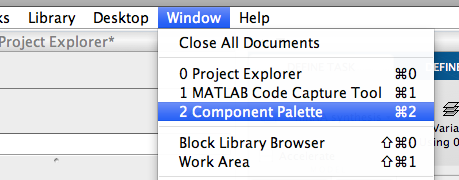 ks Library Desktop Window Help
Project Explorer*
Close All Documents
0 Project Explorer ⌘0
1 MATLAB Code Capture Tool ⌘1
2 Component Palette ⌘2
Block Library Browser ⇧⌘0
Work Area ⇧⌘1
EFINE
Varia
ing 0